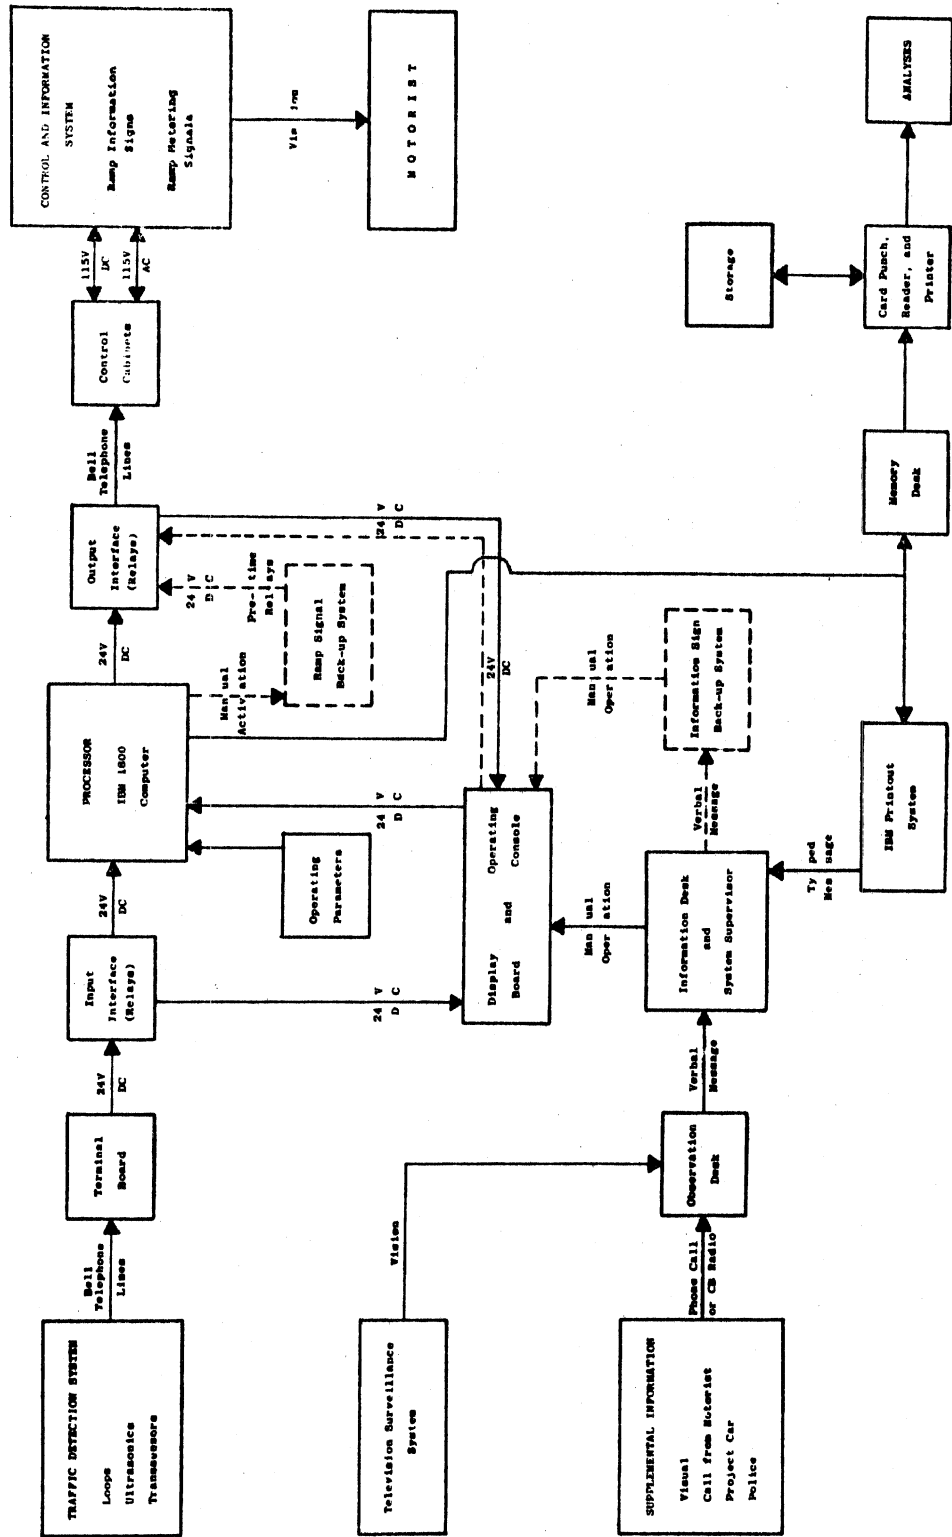 TRAFFIC DETECTION SYSTEM
Loops
Ultrasonics
Transuvsors
Bell
Telephone
Lines
Terminal
Board
24V
DC
Input
Interface
(Relays)
24V
DC
PROCESSOR
IBM 1800
Computer
24V
DC
Output
Interface
(Relays)
Bell
Telephone
Lines
Control
Cabinets
115V
DC
115V
AC
CONTROL AND INFORMATION
SYSTEM
Ramp Information
Signs
Ramp Metering
Signals
Vision
MOTORIST
24 V
D C
Operating
Parameters
24 V
D C
Manual
Activation
Ramp Signal
Back-up System
24 V
D C
Pre-time
Relays
24 V
D C
Television Surveillance
System
Vision
Display and Operating
Board Console
24V
DC
Manual
Operation
Manual
Operation
SUPPLEMENTAL INFORMATION
Visual
Call from Motorist
Project Car
Police
Phone Call
or CB Radio
Observation
Desk
Verbal
Message
Information Desk
and
System Supervisor
Verbal
Message
Information Sign
Back-up System
Typed
Message
IBM Printout
System
Memory
Desk
Storage
Card Punch,
Reader, and
Printer
ANALYSES